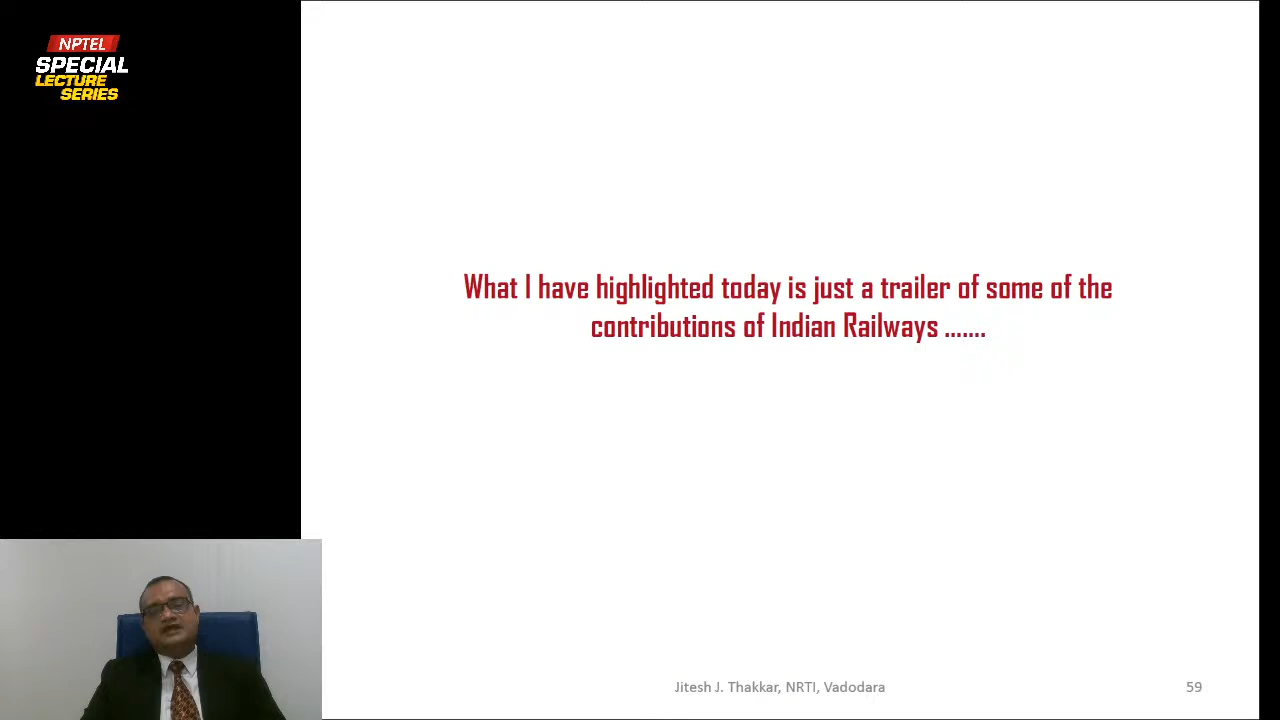 NPTEL
SPECIAL
LECTURE
SERIES
What I have highlighted today is just a trailer of some of the
contributions of Indian Railways .......
Jitesh J. Thakkar, NRTI, Vadodara
59